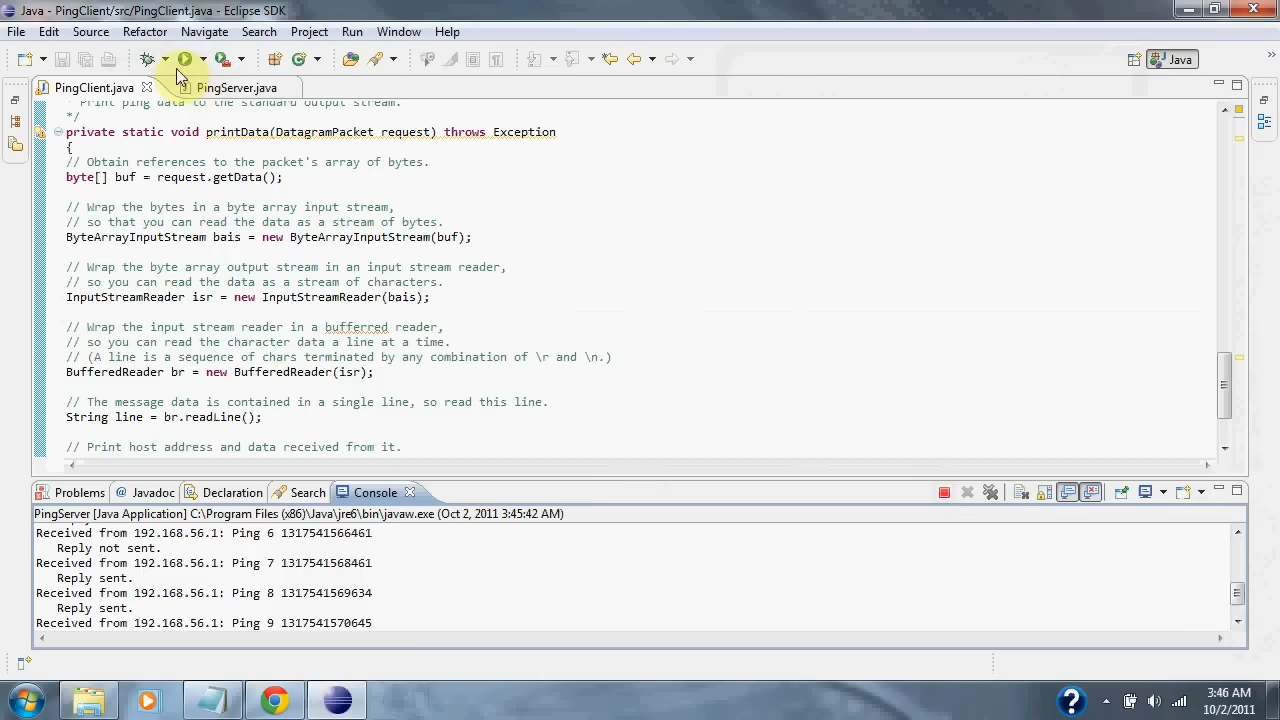 Java - PingClient/src/PingClient.java - Eclipse SDK
File Edit Source Refactor Navigate Search Project Run Window Help
Java
PingClient.java PingServer.java
* Print ping data to the standard output stream.
*/
private static void printData(DatagramPacket request) throws Exception
{
// Obtain references to the packet's array of bytes.
byte[] buf = request.getData();
// Wrap the bytes in a byte array input stream,
// so that you can read the data as a stream of bytes.
ByteArrayInputStream bais = new ByteArrayInputStream(buf);
// Wrap the byte array output stream in an input stream reader,
// so you can read the data as a stream of characters.
InputStreamReader isr = new InputStreamReader(bais);
// Wrap the input stream reader in a bufferred reader,
// so you can read the character data a line at a time.
// (A line is a sequence of chars terminated by any combination of \r and \n.)
BufferedReader br = new BufferedReader(isr);
// The message data is contained in a single line, so read this line.
String line = br.readLine();
// Print host address and data received from it.
Problems @ Javadoc Declaration Search Console
PingServer [Java Application] C:\Program Files (x86)\Java\jre6\bin\javaw.exe (Oct 2, 2011 3:45:42 AM)
Received from 192.168.56.1: Ping 6 1317541566461
Reply not sent.
Received from 192.168.56.1: Ping 7 1317541568461
Reply sent.
Received from 192.168.56.1: Ping 8 1317541569634
Reply sent.
Received from 192.168.56.1: Ping 9 1317541570645
3:46 AM
10/2/2011